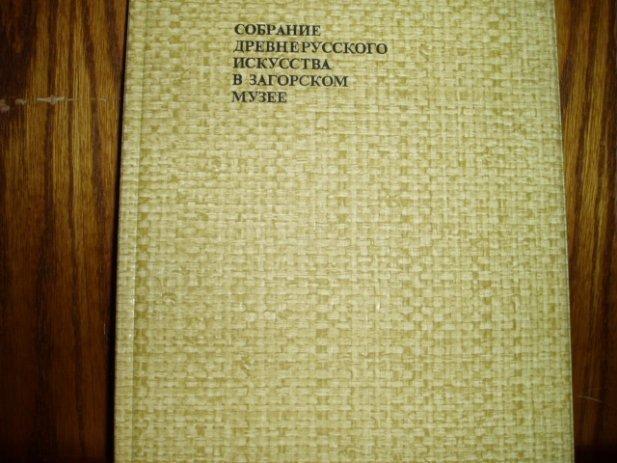 СОБРАНИЕ
ДРЕВНЕРУССКОГО
ИСКУССТВА
В ЗАГОРСКОМ
МУЗЕЕ